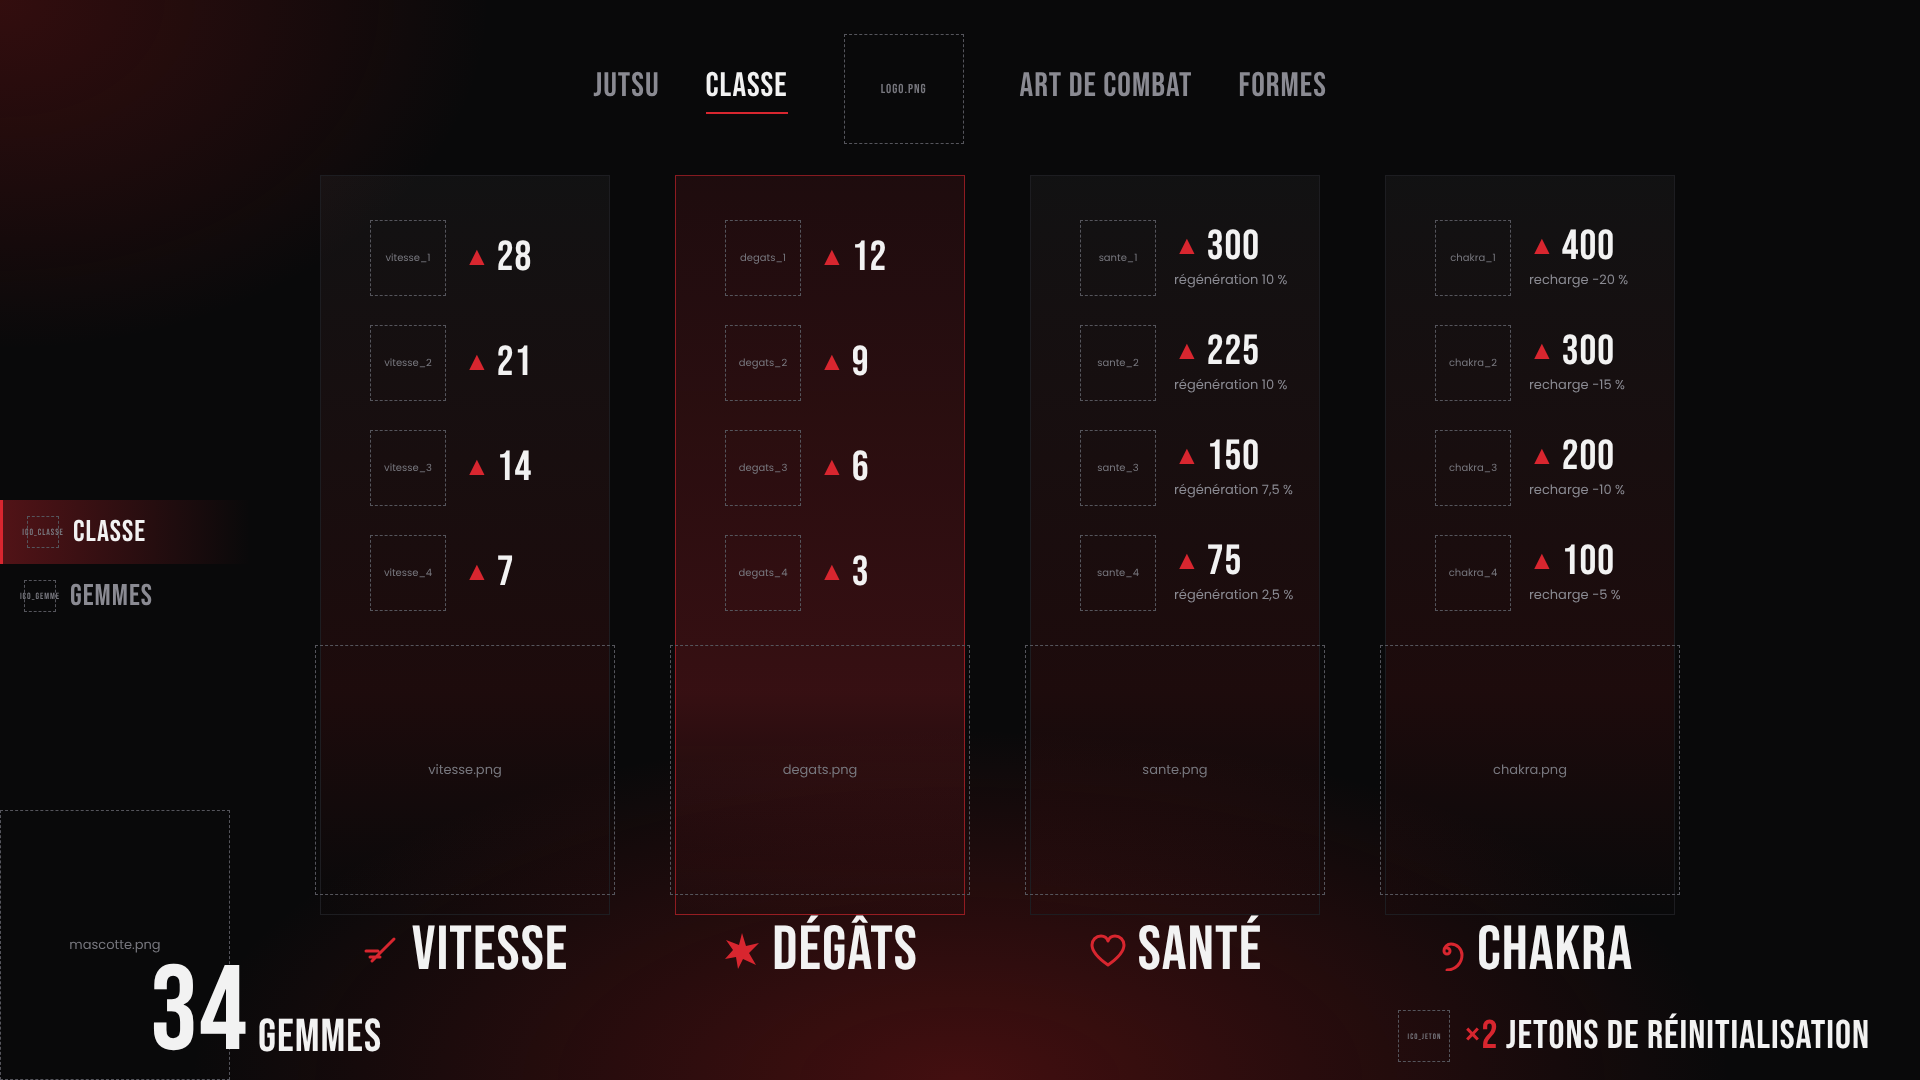 JUTSU
CLASSE
LOGO.PNG
ART DE COMBAT
FORMES
vitesse_1
▲ 28
vitesse_2
▲ 21
vitesse_3
▲ 14
vitesse_4
▲ 7
vitesse.png
VITESSE
degats_1
▲ 12
degats_2
▲ 9
degats_3
▲ 6
degats_4
▲ 3
degats.png
DÉGÂTS
sante_1
▲ 300
régénération 10 %
sante_2
▲ 225
régénération 10 %
sante_3
▲ 150
régénération 7,5 %
sante_4
▲ 75
régénération 2,5 %
sante.png
SANTÉ
chakra_1
▲ 400
recharge -20 %
chakra_2
▲ 300
recharge -15 %
chakra_3
▲ 200
recharge -10 %
chakra_4
▲ 100
recharge -5 %
chakra.png
CHAKRA
ICO_CLASSE
CLASSE
ICO_GEMME
GEMMES
mascotte.png
34 GEMMES
ICO_JETON
×2 JETONS DE RÉINITIALISATION